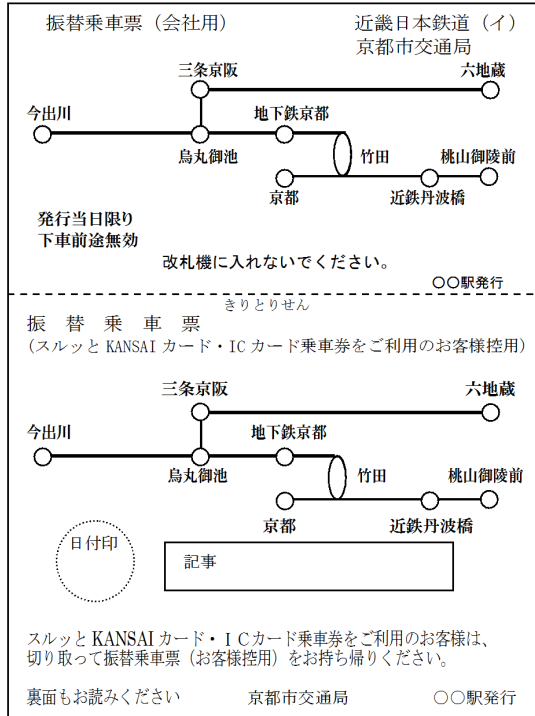 振替乗車票（会社用）
近畿日本鉄道（イ）
京都市交通局
三条京阪
六地蔵
今出川
地下鉄京都
烏丸御池
竹田
桃山御陵前
京都
近鉄丹波橋
発行当日限り
下車前途無効
改札機に入れないでください。
〇〇駅発行
きりとりせん
振替乗車票
（スルッとKANSAIカード・ICカード乗車券をご利用のお客様控用）
三条京阪
六地蔵
今出川
地下鉄京都
烏丸御池
竹田
桃山御陵前
京都
近鉄丹波橋
日付印
記事
スルッとKANSAIカード・ＩＣカード乗車券をご利用のお客様は、
切り取って振替乗車票（お客様控用）をお持ち帰りください。
裏面もお読みください 京都市交通局 〇〇駅発行